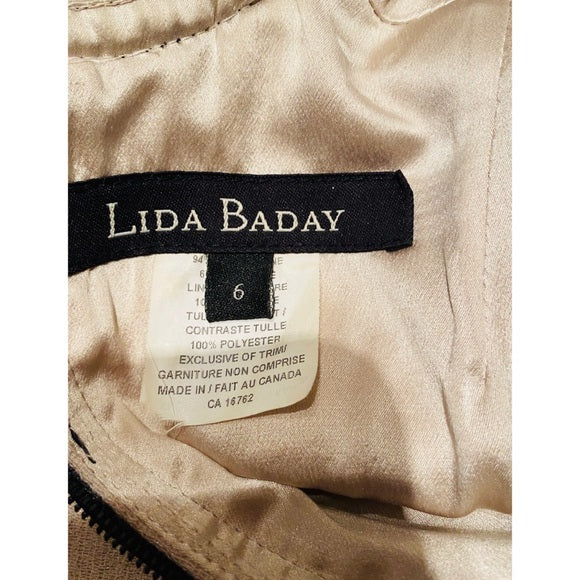 LIDA BADAY
6
CONTRASTE TULLE
100% POLYESTER
EXCLUSIVE OF TRIM/
GARNITURE NON COMPRISE
MADE IN / FAIT AU CANADA
CA 16762